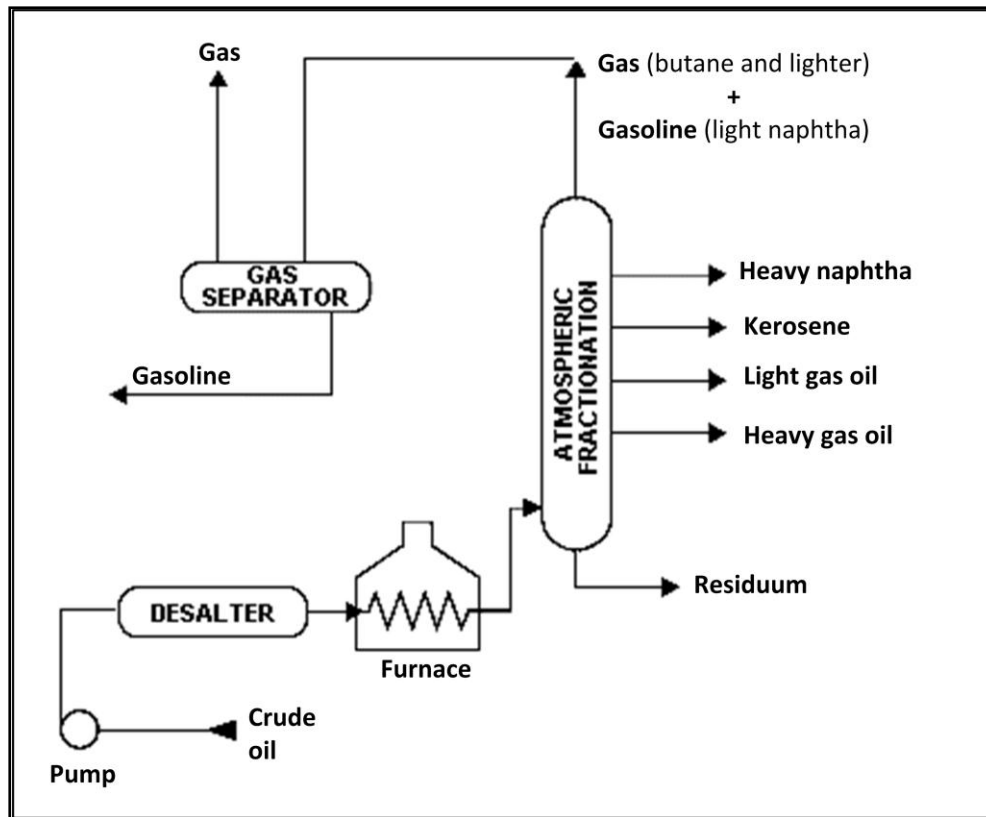 Gas
Gas (butane and lighter)
+
Gasoline (light naphtha)
GAS
SEPARATOR
Gasoline
ATMOSPHERIC
FRACTIONATION
Heavy naphtha
Kerosene
Light gas oil
Heavy gas oil
Residuum
DESALTER
Furnace
Crude
oil
Pump